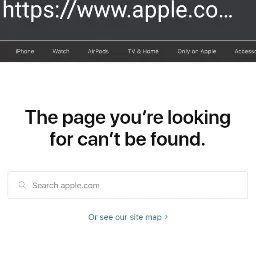 https://www.apple.co...
iPhone Watch AirPods TV & Home Only on Apple Accesso
The page you're looking
for can't be found.
Search apple.com
Or see our site map >